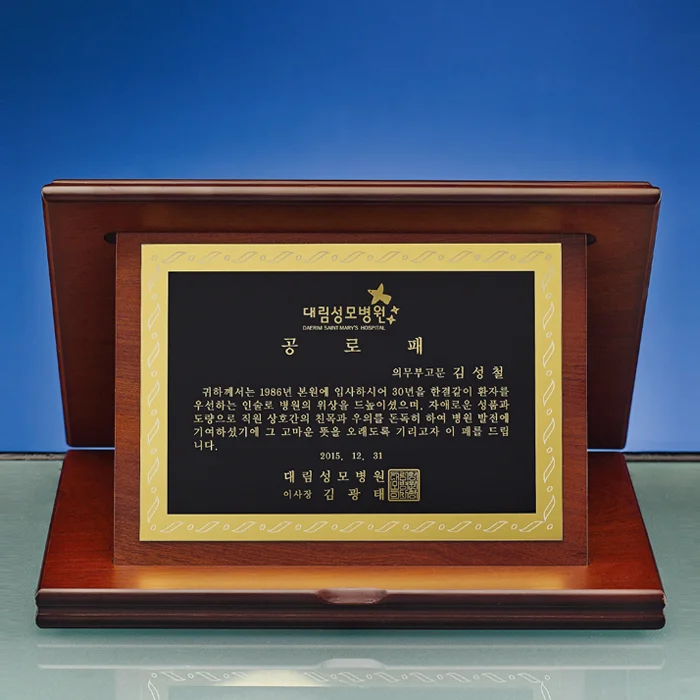 대림성모병원
DAERIM SAINT MARY'S HOSPITAL
공 로 패
의무부고문 김 성 철
귀하께서는 1986년 본원에 입사하시어 30년을 한결같이 환자를
우선하는 인술로 병원의 위상을 드높이셨으며, 자애로운 성품과
도량으로 직원 상호간의 친목과 우의를 돈독히 하여 병원 발전에
기여하셨기에 그 고마운 뜻을 오래도록 기리고자 이 패를 드립
니다.
2015. 12. 31
대림성모병원
이사장 김 광 태